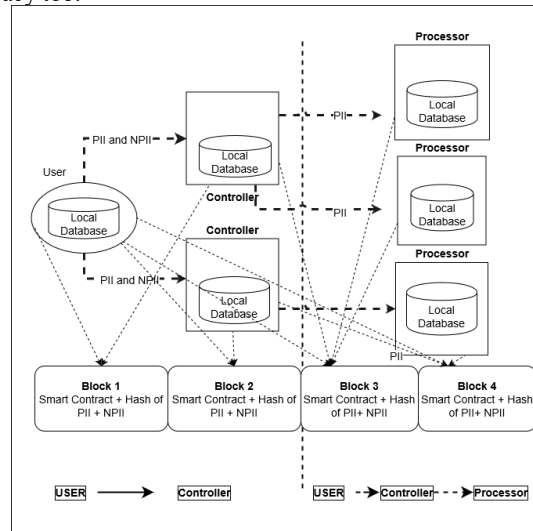 Processor
Local
Database
PII
PII and NPII
Local
Database
User
Processor
Controller
Local
Database
PII
Controller
Local
Database
Processor
PII and NPII
Local
Database
Local
Database
PII
Block 1
Smart Contract + Hash of
PII + NPII
Block 2
Smart Contract + Hash of
PII + NPII
Block 3
Smart Contract + Hash
of PII+ NPII
Block 4
Smart Contract + Hash
of PII+ NPII
USER
Controller
USER
Controller
Processor